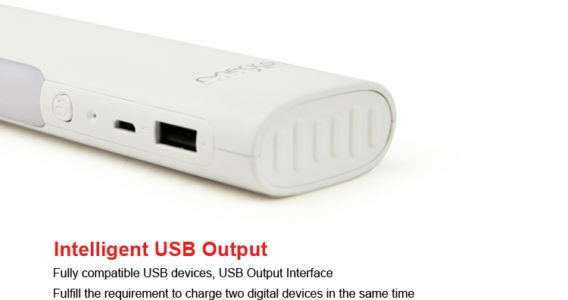 Intelligent USB Output
Fully compatible USB devices, USB Output Interface
Fulfill the requirement to charge two digital devices in the same time